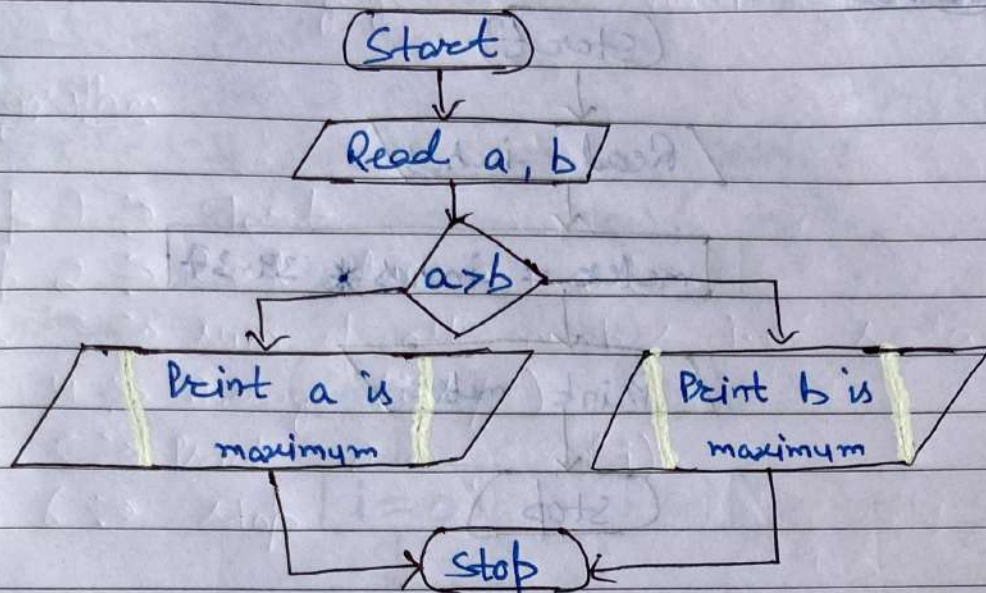 Start
Read a, b
a>b
Print a is
maximum
Print b is
maximum
Stop